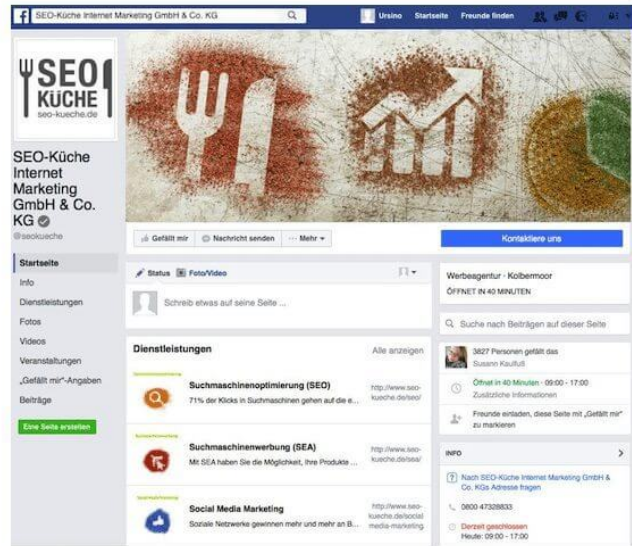 SEO-Küche Internet Marketing GmbH & Co. KG
Ursino
Startseite
Freunde finden
SEO
KÜCHE
seo-kueche.de
SEO-Küche
Internet
Marketing
GmbH & Co.
KG
@seokueche
Startseite
Info
Dienstleistungen
Fotos
Videos
Veranstaltungen
„Gefällt mir"-Angaben
Beiträge
Eine Seite erstellen
Gefällt mir
Nachricht senden
Mehr
Kontaktiere uns
Status
Foto/Video
Schreib etwas auf seine Seite ...
Dienstleistungen
Alle anzeigen
Suchmaschinenoptimierung (SEO)
71% der Klicks in Suchmaschinen gehen auf die e...
http://www.seo-
kueche.de/seo/
Suchmaschinenwerbung (SEA)
Mit SEA haben Sie die Möglichkeit, Ihre Produkte ...
http://www.seo-
kueche.de/sea/
Social Media Marketing
Soziale Netzwerke gewinnen mehr und mehr an B...
http://www.seo-
kueche.de/social
media-marketing
Werbeagentur · Kolbermoor
ÖFFNET IN 40 MINUTEN
Suche nach Beiträgen auf dieser Seite
3827 Personen gefällt das
Susann Kaulfuß
Öffnet in 40 Minuten · 09:00 - 17:00
Zusätzliche Informationen
Freunde einladen, diese Seite mit „Gefällt mir"
zu markieren
INFO
Nach SEO-Küche Internet Marketing GmbH &
Co. KGs Adresse fragen
0800 47328833
Derzeit geschlossen
Heute: 09:00 - 17:00